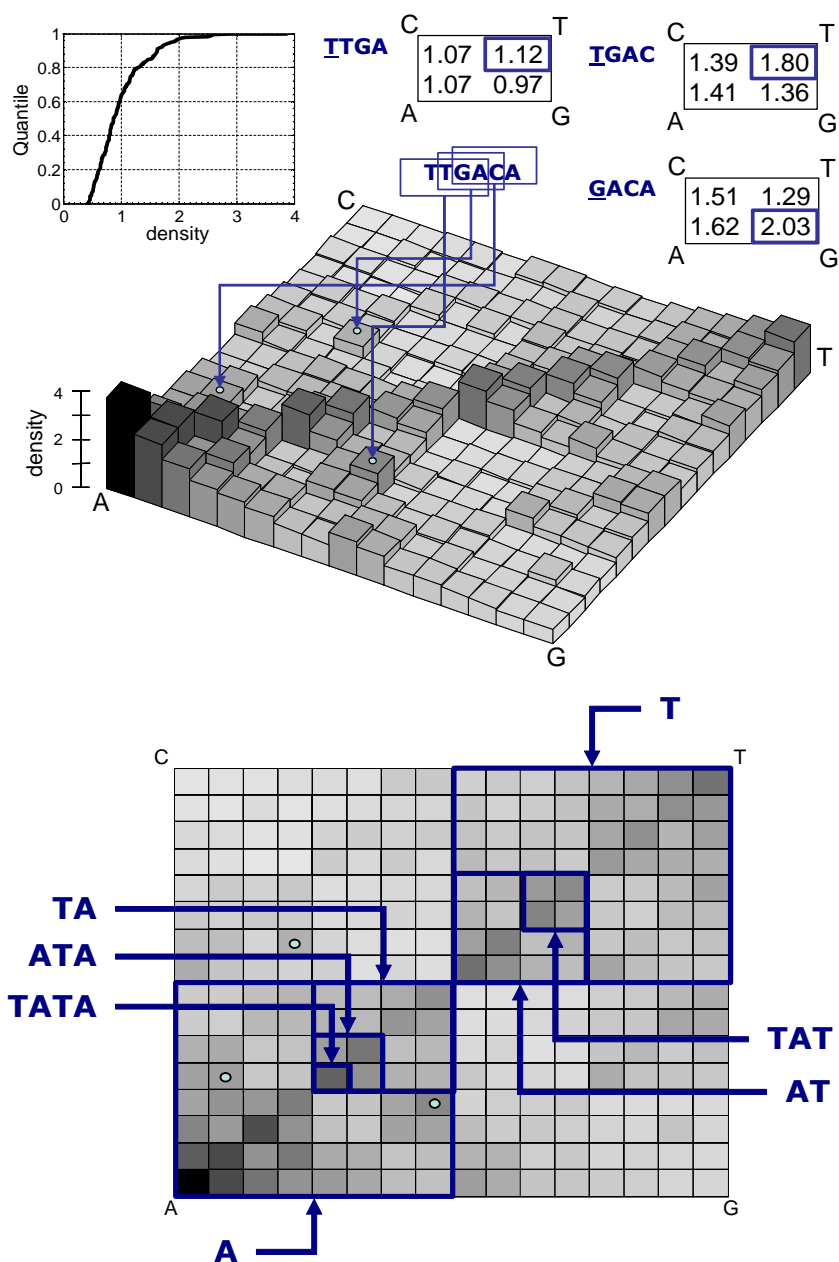 1
0.8
0.6
0.4
0.2
0
Quantile
0 1 2 3 4
density
TTGA
C T
1.07 1.12
1.07 0.97
A G
TGAC
C T
1.39 1.80
1.41 1.36
A G
GACA
C T
1.51 1.29
1.62 2.03
A G
TTGACA
C
T
4
2
0
density
A
G
T
C T
TA
ATA
TATA
TAT
AT
A G
A